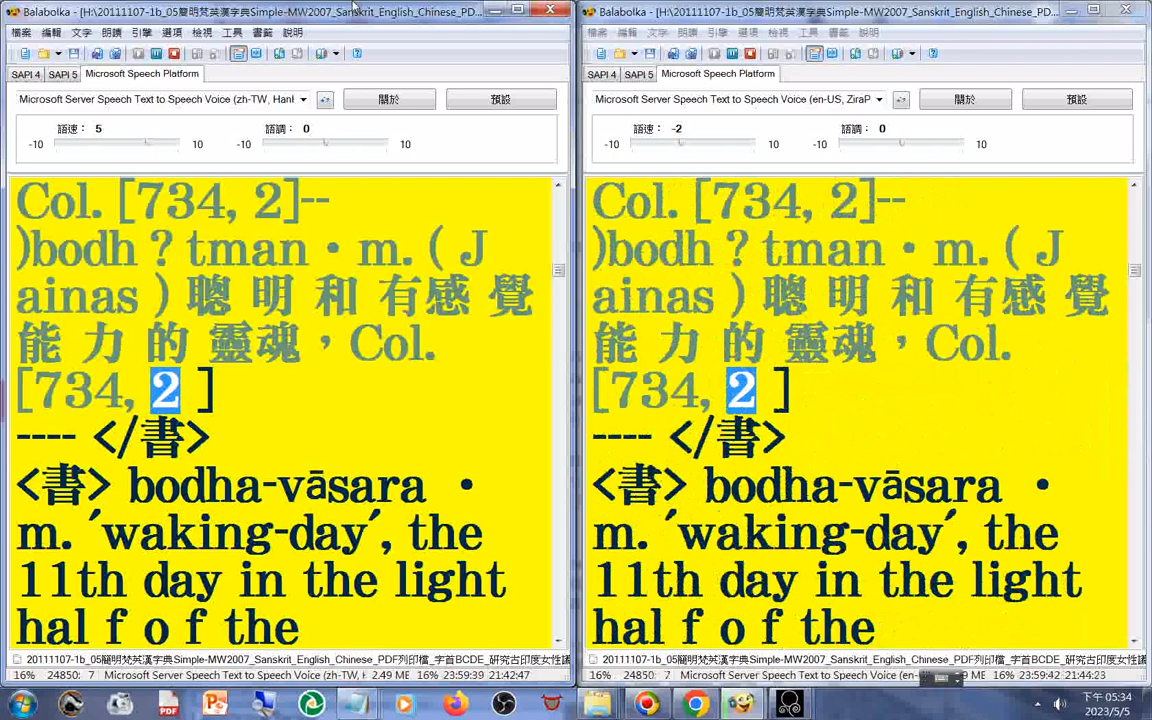 Balabolka - [H:\20111107-1b_05簡明梵英漢字典Simple-MW2007_Sanskrit_English_Chinese_PD...
檔案 編輯 文字 朗讀 引擎 選項 檢視 工具 書籤 說明
SAPI 4 SAPI 5 Microsoft Speech Platform
Microsoft Server Speech Text to Speech Voice (zh-TW, Hanl 關於 預設
語速： 5 語調： 0
-10 10 -10 10
Col. [734, 2]--
)bodh ? tman · m. ( J
ainas ) 聰 明 和 有感 覺
能 力 的 靈魂，Col.
[734, 2 ]
---- </書>
<書> bodha-vāsara ·
m. 'waking-day', the
11th day in the light
hal f o f the
20111107-1b_05簡明梵英漢字典Simple-MW2007_Sanskrit_English_Chinese_PDF列印檔_字首BCDE_研究古印度女性議
16% 24850: 7 Microsoft Server Speech Text to Speech Voice (zh-TW, H 2.49 ME 16% 23:59:39 21:42:47
Balabolka - [H:\20111107-1b_05簡明梵英漢字典Simple-MW2007_Sanskrit_English_Chinese_PD...
檔案 編輯 文字 朗讀 引擎 選項 檢視 工具 書籤 說明
SAPI 4 SAPI 5 Microsoft Speech Platform
Microsoft Server Speech Text to Speech Voice (en-US, ZiraP 關於 預設
語速： -2 語調： 0
-10 10 -10 10
Col. [734, 2]--
)bodh ? tman · m. ( J
ainas ) 聰 明 和 有感 覺
能 力 的 靈魂，Col.
[734, 2 ]
---- </書>
<書> bodha-vāsara ·
m. 'waking-day', the
11th day in the light
hal f o f the
20111107-1b_05簡明梵英漢字典Simple-MW2007_Sanskrit_English_Chinese_PDF列印檔_字首BCDE_研究古印度女性議
16% 24850: 7 Microsoft Server Speech Text to Speech Voice (en- 16% 23:59:42 21:44:23
PDF
下午 05:34
2023/5/5